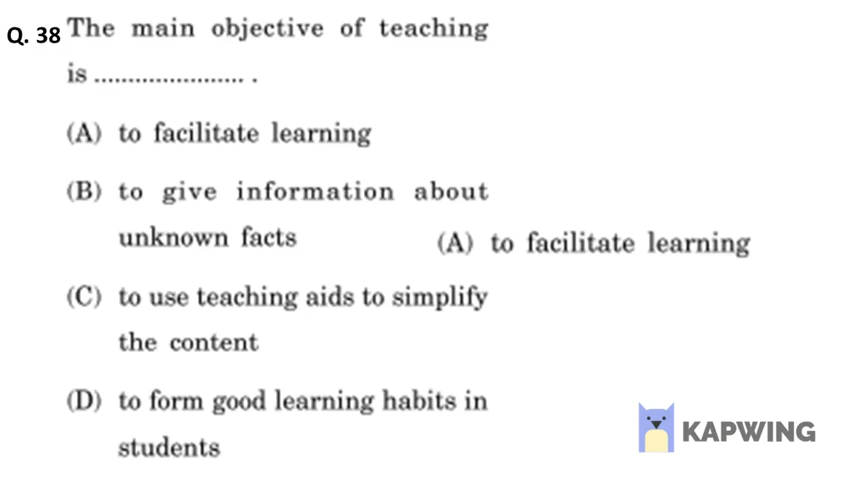 Q. 38 The main objective of teaching
is ...................... .
(A) to facilitate learning
(B) to give information about
unknown facts
(A) to facilitate learning
(C) to use teaching aids to simplify
the content
(D) to form good learning habits in
students
KAPWING